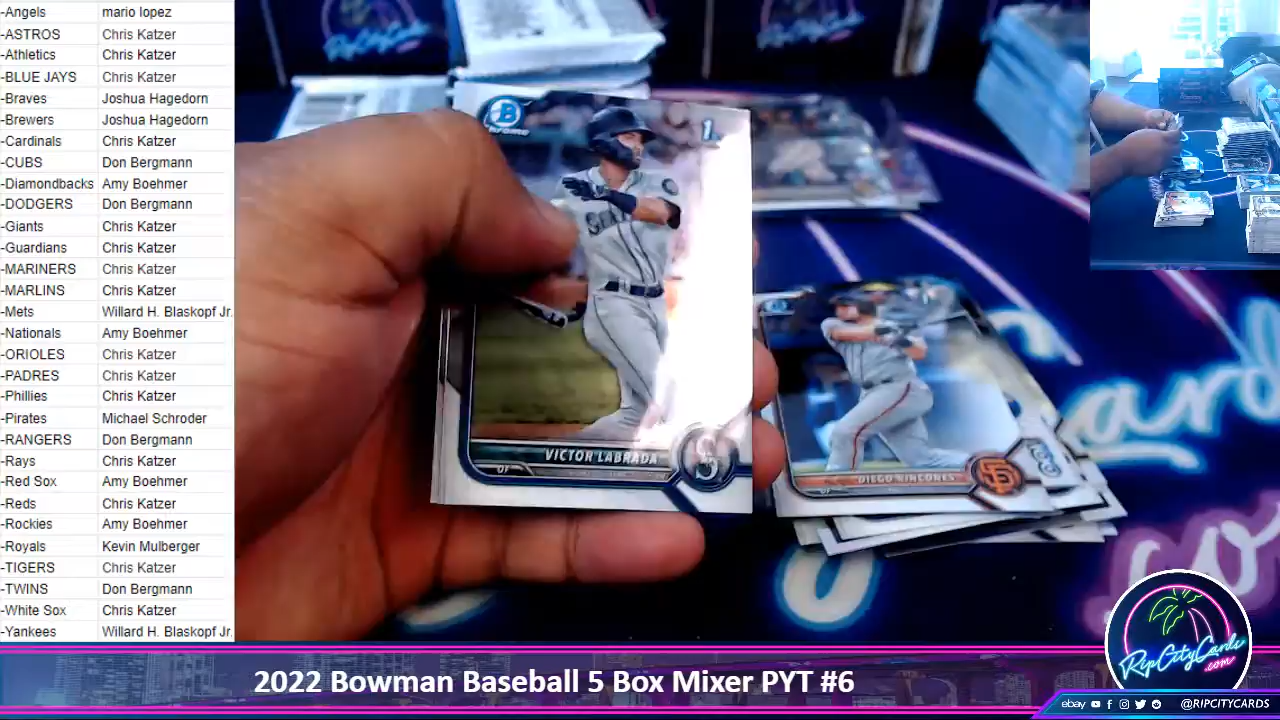 -Angels mario lopez
-ASTROS Chris Katzer
-Athletics Chris Katzer
-BLUE JAYS Chris Katzer
-Braves Joshua Hagedorn
-Brewers Joshua Hagedorn
-Cardinals Chris Katzer
-CUBS Don Bergmann
-Diamondbacks Amy Boehmer
-DODGERS Don Bergmann
-Giants Chris Katzer
-Guardians Chris Katzer
-MARINERS Chris Katzer
-MARLINS Chris Katzer
-Mets Willard H. Blaskopf Jr.
-Nationals Amy Boehmer
-ORIOLES Chris Katzer
-PADRES Chris Katzer
-Phillies Chris Katzer
-Pirates Michael Schroder
-RANGERS Don Bergmann
-Rays Chris Katzer
-Red Sox Amy Boehmer
-Reds Chris Katzer
-Rockies Amy Boehmer
-Royals Kevin Mulberger
-TIGERS Chris Katzer
-TWINS Don Bergmann
-White Sox Chris Katzer
-Yankees Willard H. Blaskopf Jr.
B
chrome
1
VICTOR LABRADA
OF
DIEGO RINCONES
OF
RipCityCards
.com
2022 Bowman Baseball 5 Box Mixer PYT #6
ebay @RIPCITYCARDS